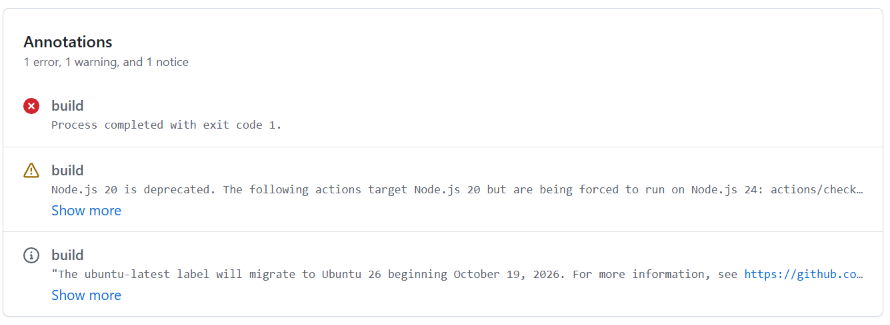 Annotations
1 error, 1 warning, and 1 notice
build
Process completed with exit code 1.
build
Node.js 20 is deprecated. The following actions target Node.js 20 but are being forced to run on Node.js 24: actions/check…
Show more
build
"The ubuntu-latest label will migrate to Ubuntu 26 beginning October 19, 2026. For more information, see https://github.co…
Show more